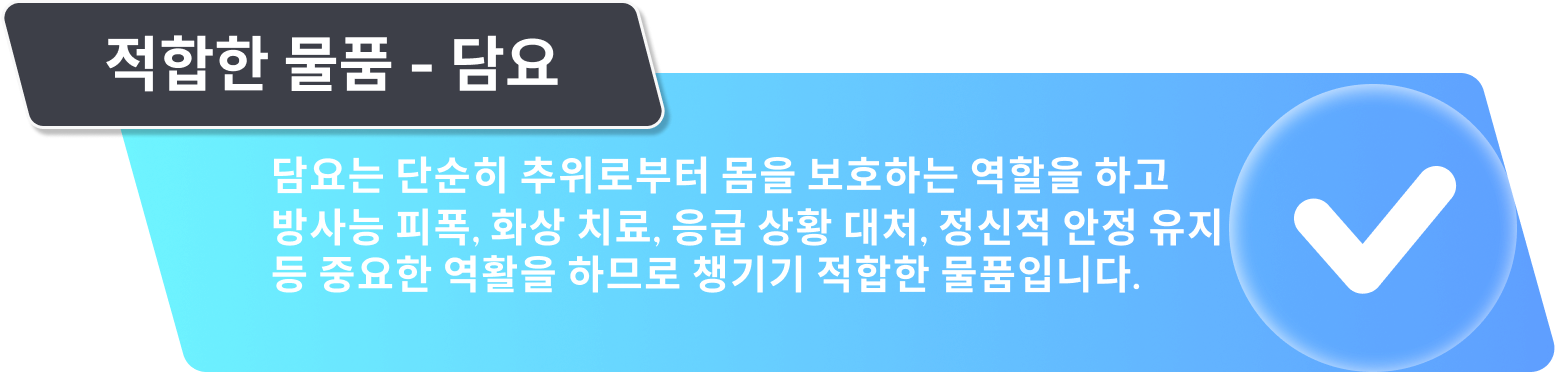 적합한 물품 - 담요
담요는 단순히 추위로부터 몸을 보호하는 역할을 하고
방사능 피폭, 화상 치료, 응급 상황 대처, 정신적 안정 유지
등 중요한 역활을 하므로 챙기기 적합한 물품입니다.